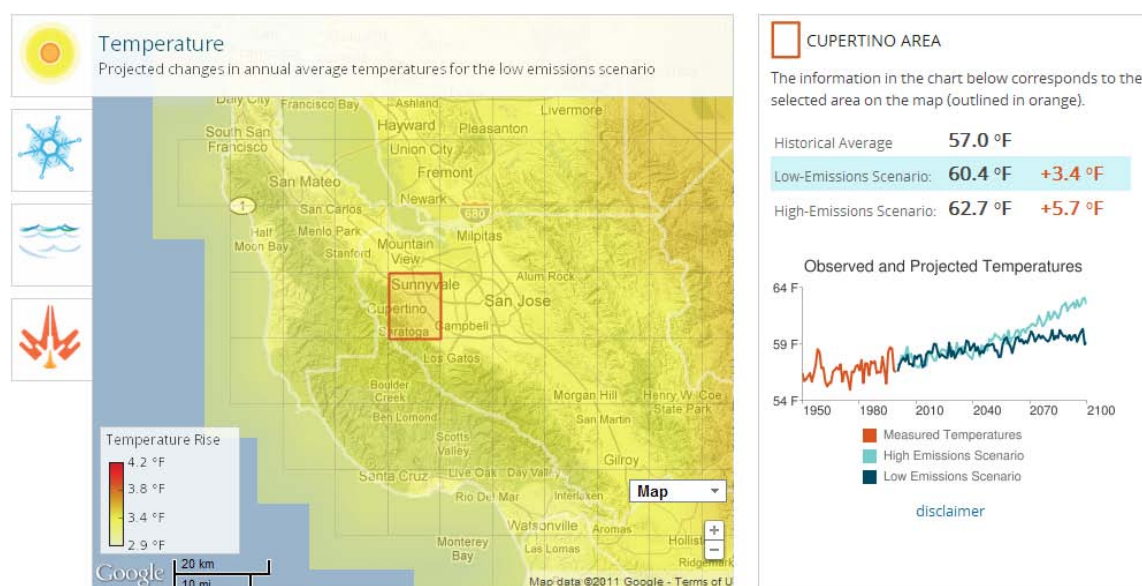 Temperature
Projected changes in annual average temperatures for the low emissions scenario
Daly City
Francisco Bay
Ashland
Livermore
Hayward
Pleasanton
South San
Francisco
Union City
Fremont
San Mateo
Newark
1
San Carlos
680
Half
Moon Bay
Menlo Park
Milpitas
Stanford
Mountain
View
Alum Rock
Sunnyvale
San Jose
Cupertino
Campbell
Saratoga
Los Gatos
Boulder
Creek
Morgan Hill
Henry W. Coe
State Park
Ben Lomond
San Martin
Scotts
Valley
Gilroy
Santa Cruz
Live Oak
Day Valley
Rio Del Mar
Interlaken
Watsonville
Aromas
Monterey
Bay
Las Lomas
Hollist
Ridgemark
Temperature Rise
4.2 °F
3.8 °F
3.4 °F
2.9 °F
Map
+
−
Google
20 km
10 mi
Map data ©2011 Google - Terms of U
CUPERTINO AREA
The information in the chart below corresponds to the
selected area on the map (outlined in orange).
Historical Average 57.0 °F
Low-Emissions Scenario: 60.4 °F +3.4 °F
High-Emissions Scenario: 62.7 °F +5.7 °F
Observed and Projected Temperatures
64 F
59 F
54 F
1950 1980 2010 2040 2070 2100
Measured Temperatures
High Emissions Scenario
Low Emissions Scenario
disclaimer